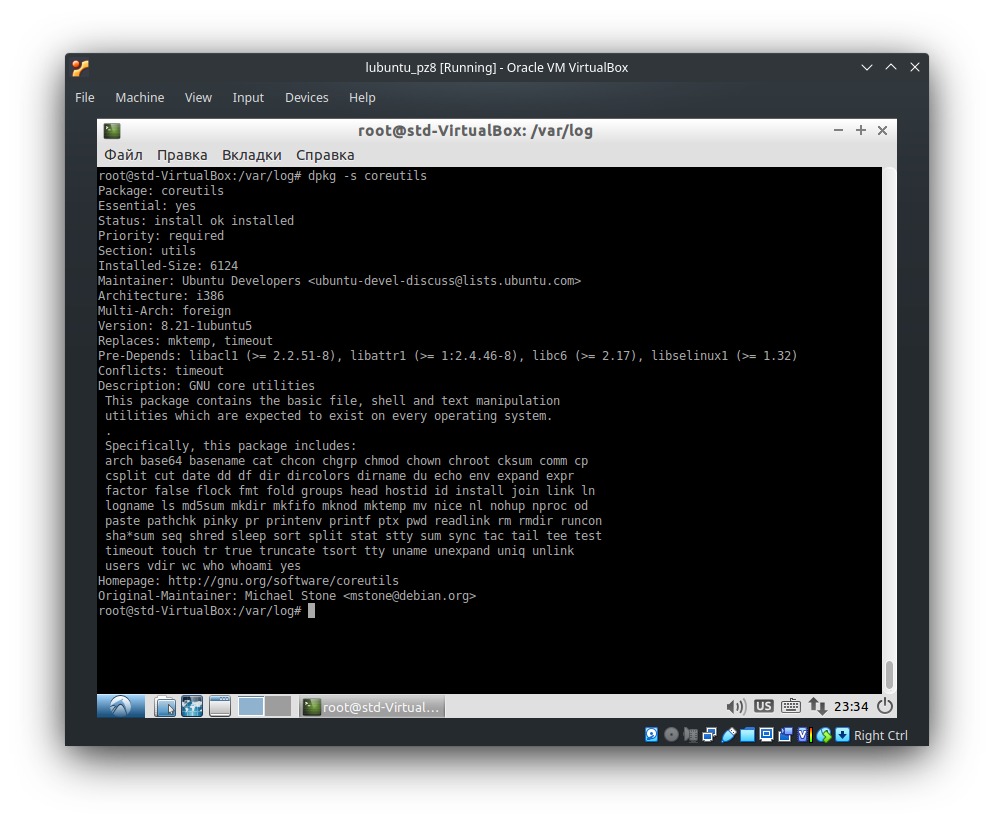 lubuntu_pz8 [Running] - Oracle VM VirtualBox
File Machine View Input Devices Help
root@std-VirtualBox: /var/log
Файл Правка Вкладки Справка
root@std-VirtualBox:/var/log# dpkg -s coreutils
Package: coreutils
Essential: yes
Status: install ok installed
Priority: required
Section: utils
Installed-Size: 6124
Maintainer: Ubuntu Developers <ubuntu-devel-discuss@lists.ubuntu.com>
Architecture: i386
Multi-Arch: foreign
Version: 8.21-1ubuntu5
Replaces: mktemp, timeout
Pre-Depends: libacl1 (>= 2.2.51-8), libattr1 (>= 1:2.4.46-8), libc6 (>= 2.17), libselinux1 (>= 1.32)
Conflicts: timeout
Description: GNU core utilities
 This package contains the basic file, shell and text manipulation
 utilities which are expected to exist on every operating system.
 .
 Specifically, this package includes:
 arch base64 basename cat chcon chgrp chmod chown chroot cksum comm cp
 csplit cut date dd df dir dircolors dirname du echo env expand expr
 factor false flock fmt fold groups head hostid id install join link ln
 logname ls md5sum mkdir mkfifo mknod mktemp mv nice nl nohup nproc od
 paste pathchk pinky pr printenv printf ptx pwd readlink rm rmdir runcon
 sha*sum seq shred sleep sort split stat stty sum sync tac tail tee test
 timeout touch tr true truncate tsort tty uname unexpand uniq unlink
 users vdir wc who whoami yes
Homepage: http://gnu.org/software/coreutils
Original-Maintainer: Michael Stone <mstone@debian.org>
root@std-VirtualBox:/var/log#
root@std-Virtual... US 23:34
Right Ctrl